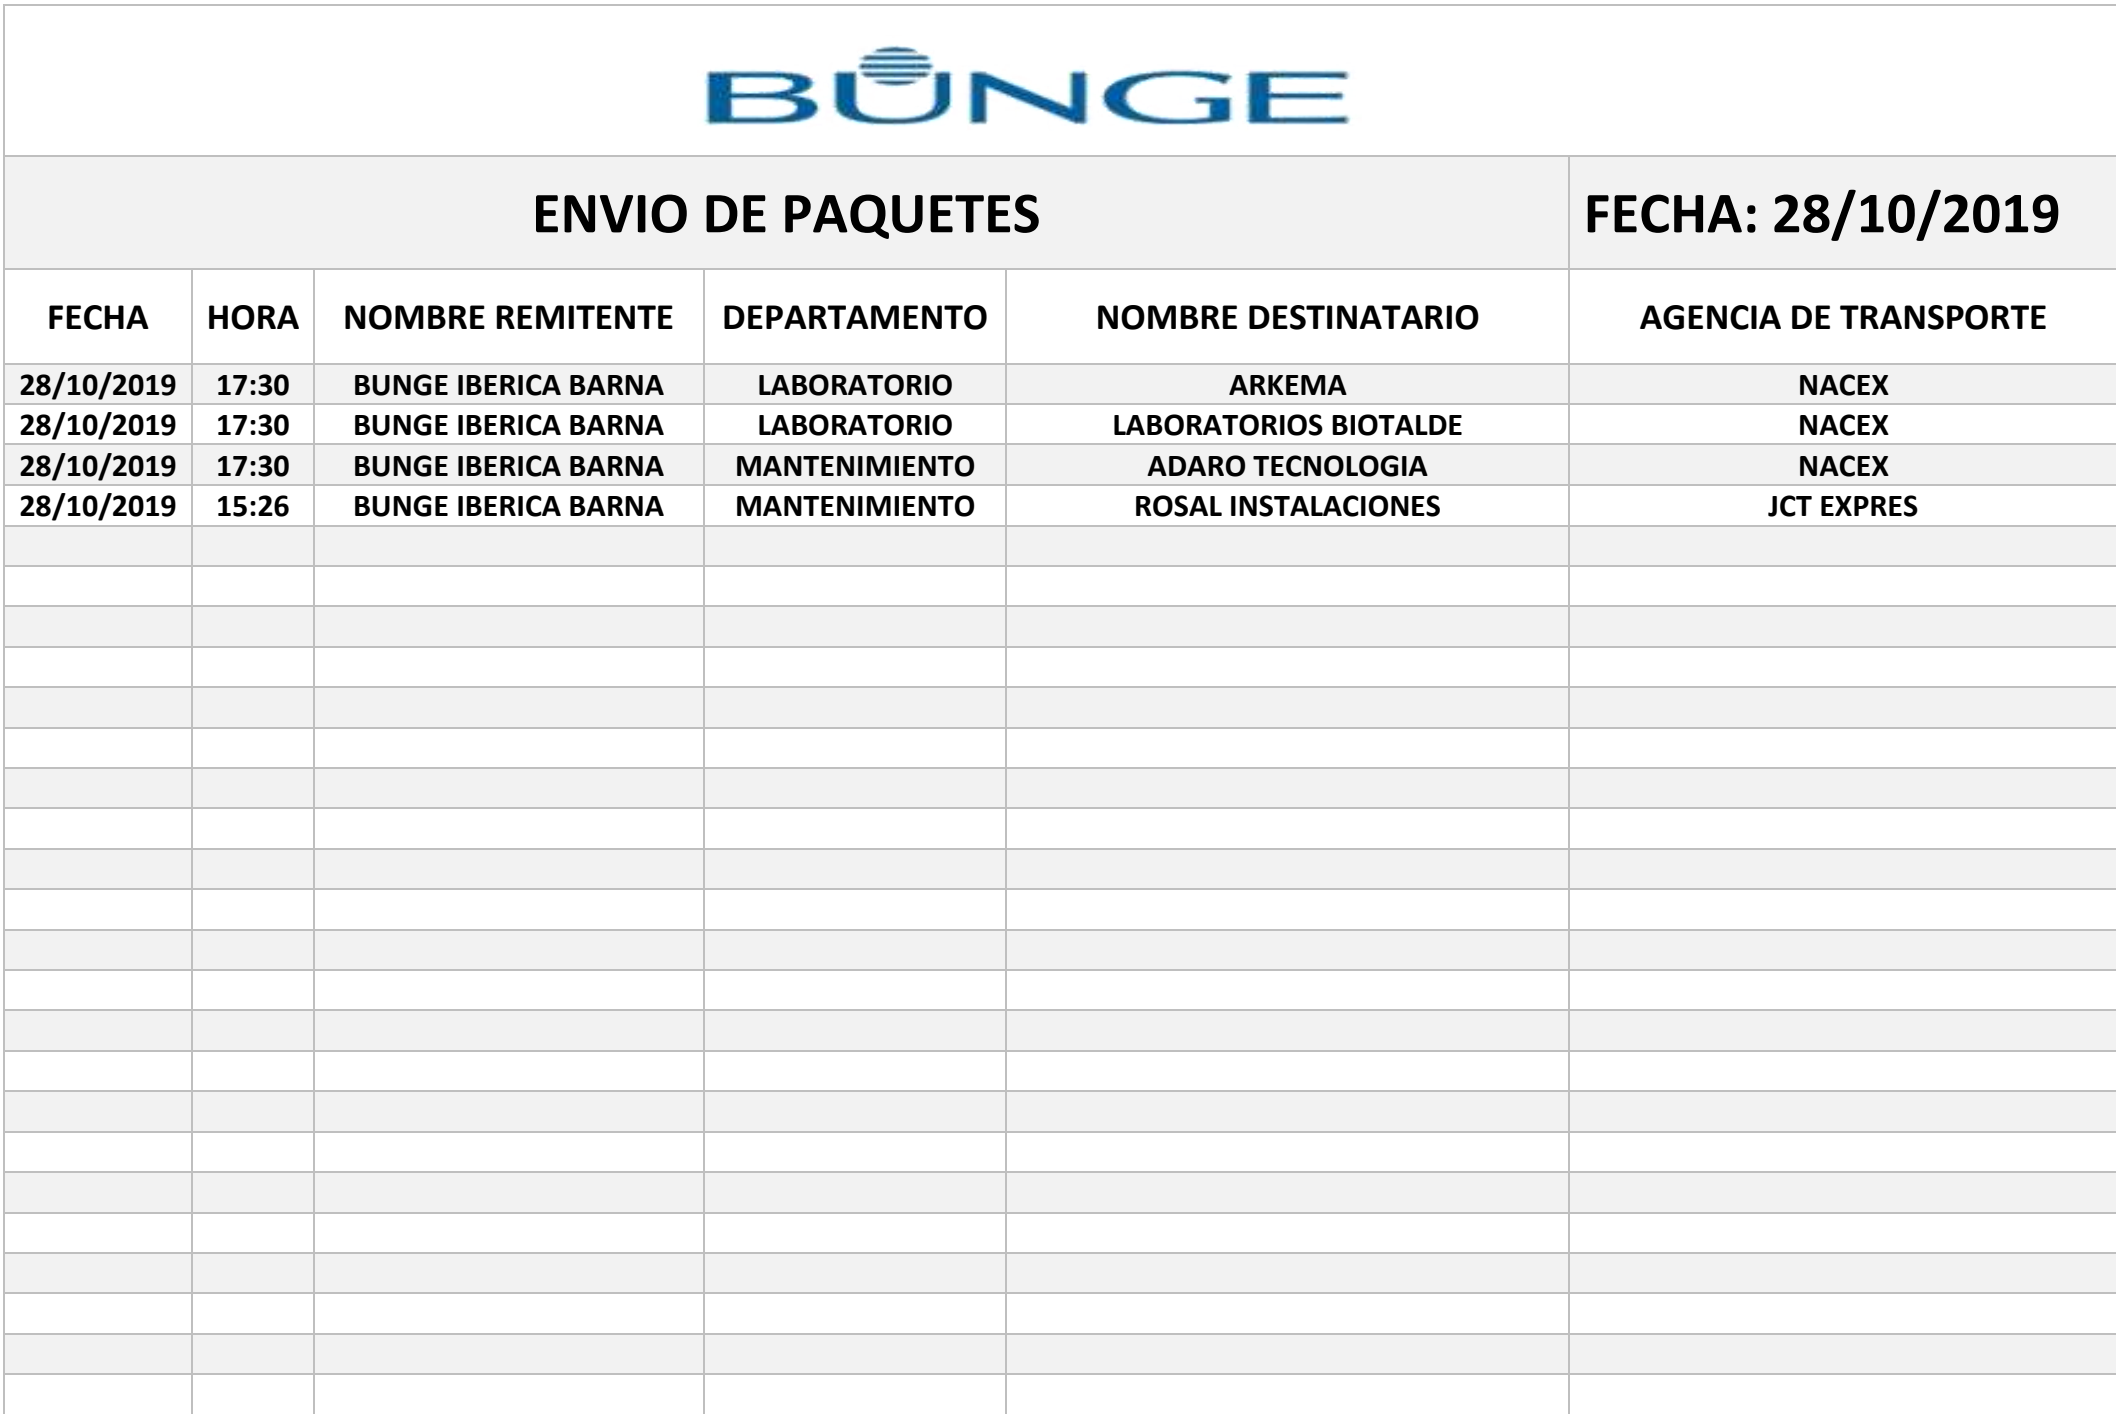 BUNGE
ENVIO DE PAQUETES FECHA: 28/10/2019
FECHA HORA NOMBRE REMITENTE DEPARTAMENTO NOMBRE DESTINATARIO AGENCIA DE TRANSPORTE
28/10/2019 17:30 BUNGE IBERICA BARNA LABORATORIO ARKEMA NACEX
28/10/2019 17:30 BUNGE IBERICA BARNA LABORATORIO LABORATORIOS BIOTALDE NACEX
28/10/2019 17:30 BUNGE IBERICA BARNA MANTENIMIENTO ADARO TECNOLOGIA NACEX
28/10/2019 15:26 BUNGE IBERICA BARNA MANTENIMIENTO ROSAL INSTALACIONES JCT EXPRES